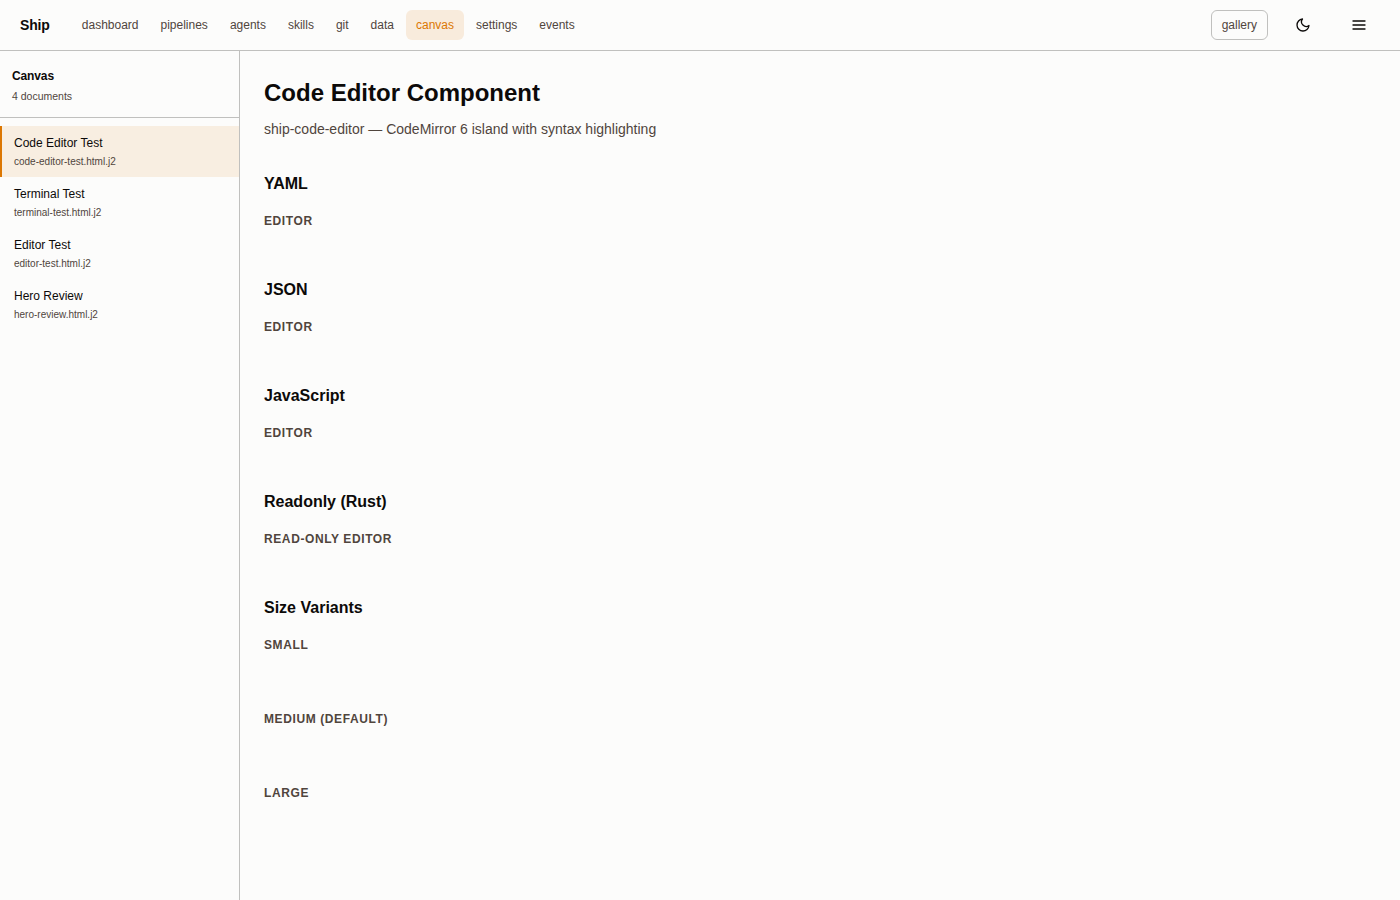 Ship dashboard pipelines agents skills git data canvas settings events gallery
Canvas
4 documents
Code Editor Test
code-editor-test.html.j2
Terminal Test
terminal-test.html.j2
Editor Test
editor-test.html.j2
Hero Review
hero-review.html.j2
Code Editor Component
ship-code-editor — CodeMirror 6 island with syntax highlighting
YAML
EDITOR
JSON
EDITOR
JavaScript
EDITOR
Readonly (Rust)
READ-ONLY EDITOR
Size Variants
SMALL
MEDIUM (DEFAULT)
LARGE